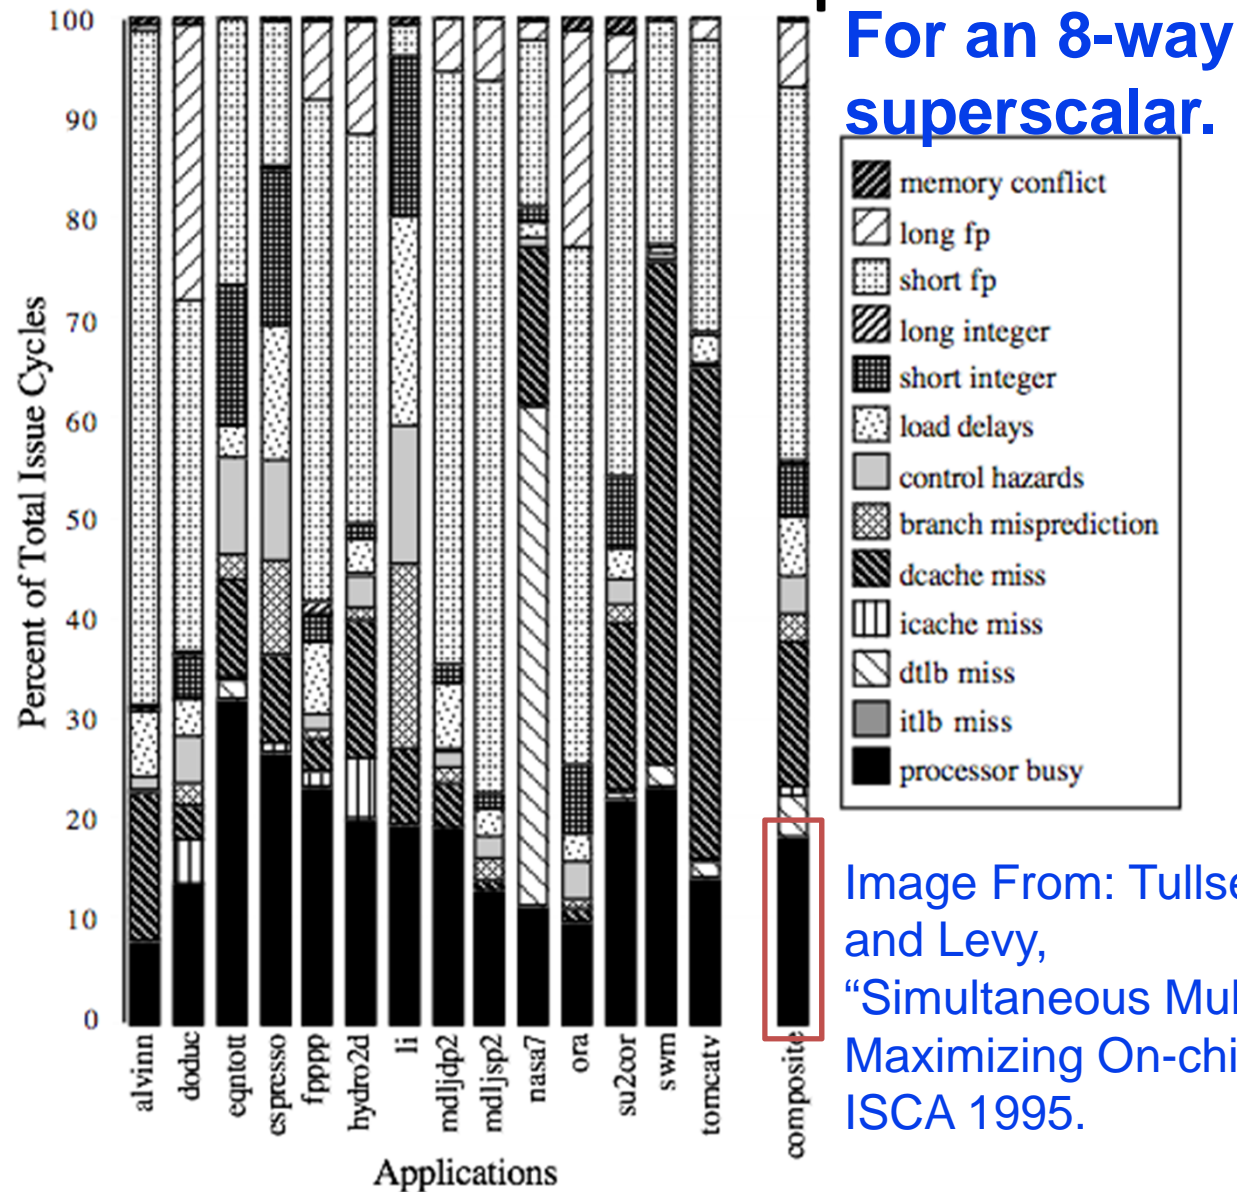 For an 8-way
superscalar.
Percent of Total Issue Cycles
100
90
80
70
60
50
40
30
20
10
0
alvinn
doduc
eqntott
espresso
fpppp
hydro2d
li
mdljdp2
mdljsp2
nasa7
ora
su2cor
swm
tomcatv
composite
Applications
memory conflict
long fp
short fp
long integer
short integer
load delays
control hazards
branch misprediction
dcache miss
icache miss
dtlb miss
itlb miss
processor busy
Image From: Tullse
and Levy,
“Simultaneous Mul
Maximizing On-chi
ISCA 1995.